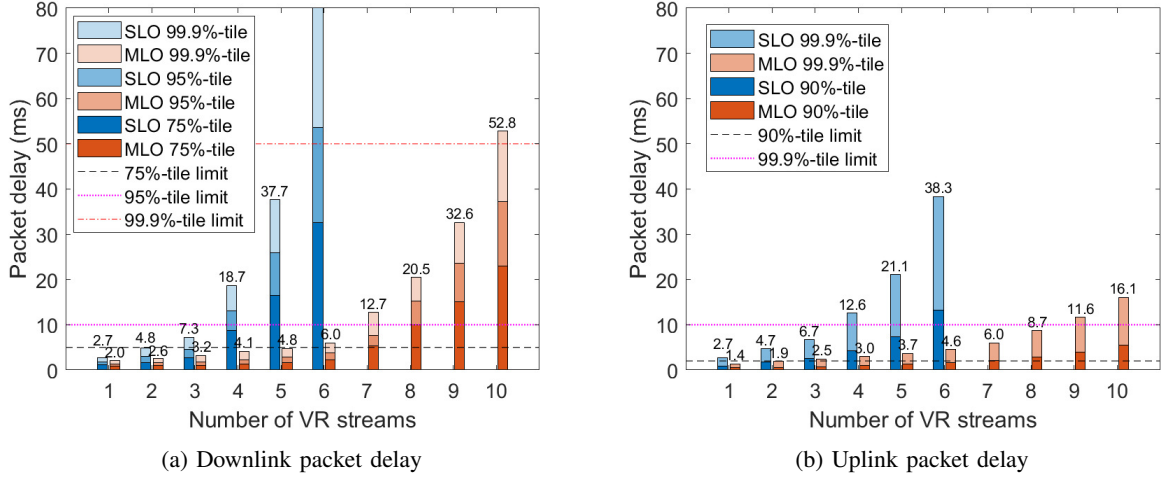 80
70
60
50
40
30
20
10
0
Packet delay (ms)
SLO 99.9%-tile
MLO 99.9%-tile
SLO 95%-tile
MLO 95%-tile
SLO 75%-tile
MLO 75%-tile
75%-tile limit
95%-tile limit
99.9%-tile limit
2.7
2.0
4.8
2.6
7.3
3.2
18.7
4.1
37.7
4.8
6.0
12.7
20.5
32.6
52.8
1 2 3 4 5 6 7 8 9 10
Number of VR streams
(a) Downlink packet delay
80
70
60
50
40
30
20
10
0
Packet delay (ms)
SLO 99.9%-tile
MLO 99.9%-tile
SLO 90%-tile
MLO 90%-tile
90%-tile limit
99.9%-tile limit
2.7
1.4
4.7
1.9
6.7
2.5
12.6
3.0
21.1
3.7
38.3
4.6
6.0
8.7
11.6
16.1
1 2 3 4 5 6 7 8 9 10
Number of VR streams
(b) Uplink packet delay